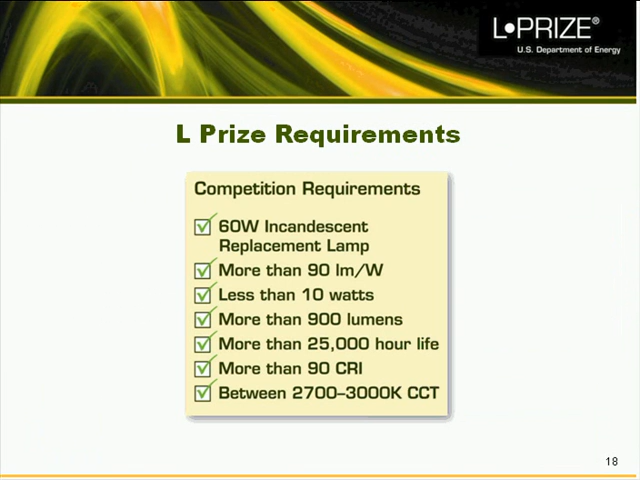 L•PRIZE®
U.S. Department of Energy
L Prize Requirements
Competition Requirements
60W Incandescent
Replacement Lamp
More than 90 lm/W
Less than 10 watts
More than 900 lumens
More than 25,000 hour life
More than 90 CRI
Between 2700–3000K CCT
18